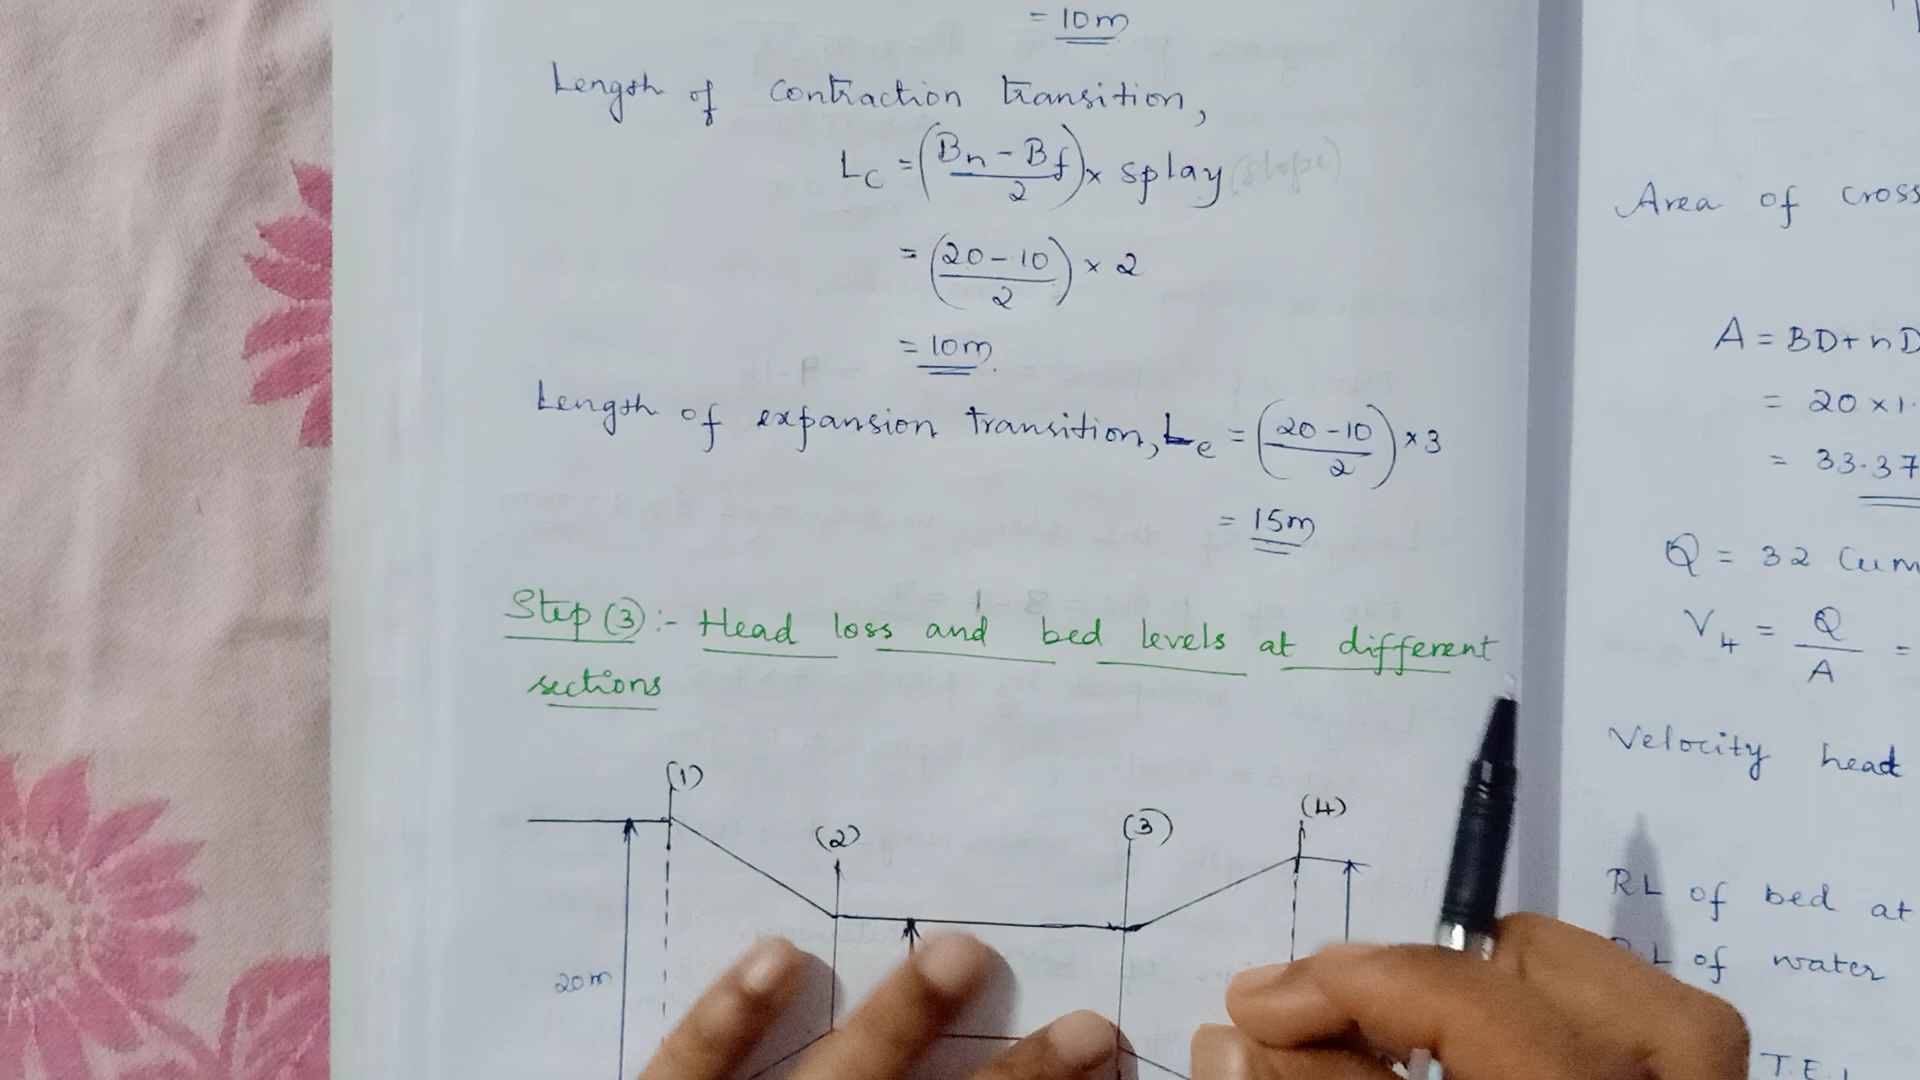 = 10m
Length of contraction transition,
Lc = (Bn - Bf / 2) × splay (slope)
= (20 - 10 / 2) × 2
= 10m.
Length of expansion transition, Le = (20 - 10 / 2) × 3
= 15m
Step (3):- Head loss and bed levels at different
sections
(1)
(2)
(3)
(4)
20m
Area of cross
A = BD + nD
= 20 × 1.
= 33.37
Q = 32 Cum
V4 = Q / A =
Velocity head
RL of bed at
of water
T.E.